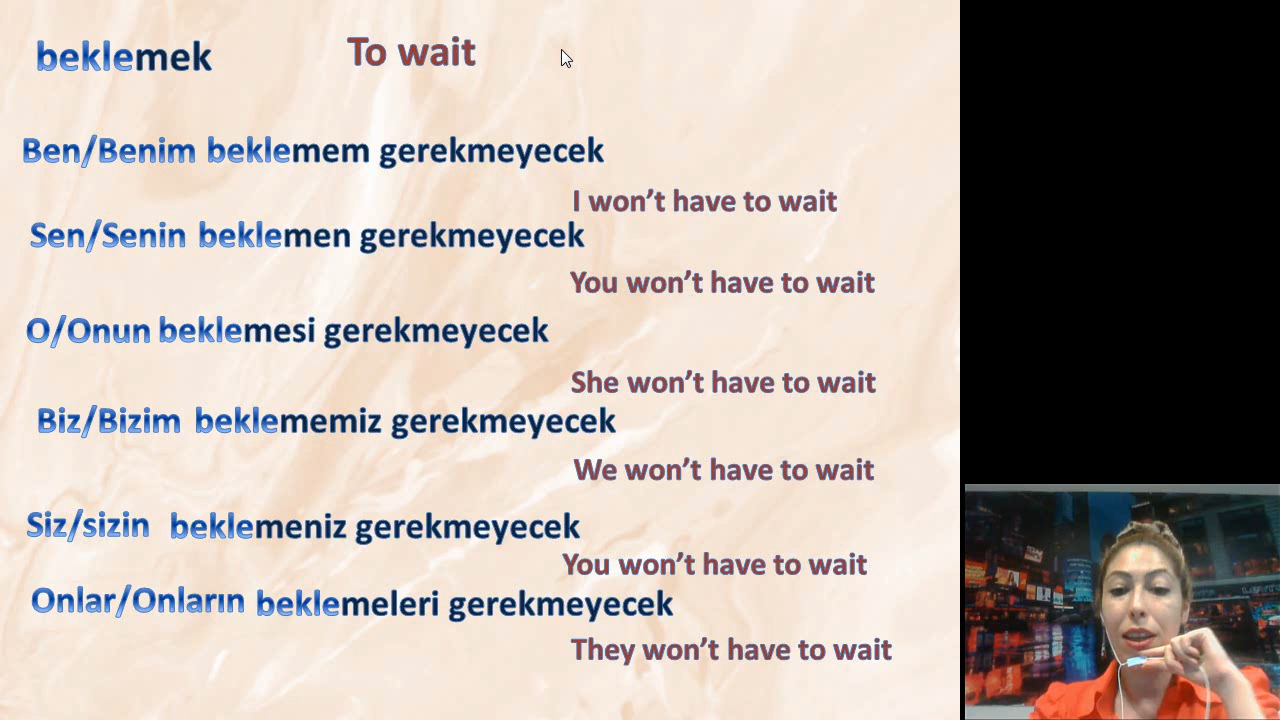 beklemek To wait
Ben/Benim beklemem gerekmeyecek
I won’t have to wait
Sen/Senin beklemen gerekmeyecek
You won’t have to wait
O/Onun beklemesi gerekmeyecek
She won’t have to wait
Biz/Bizim beklememiz gerekmeyecek
We won’t have to wait
Siz/sizin beklemeniz gerekmeyecek
You won’t have to wait
Onlar/Onların beklemeleri gerekmeyecek
They won’t have to wait